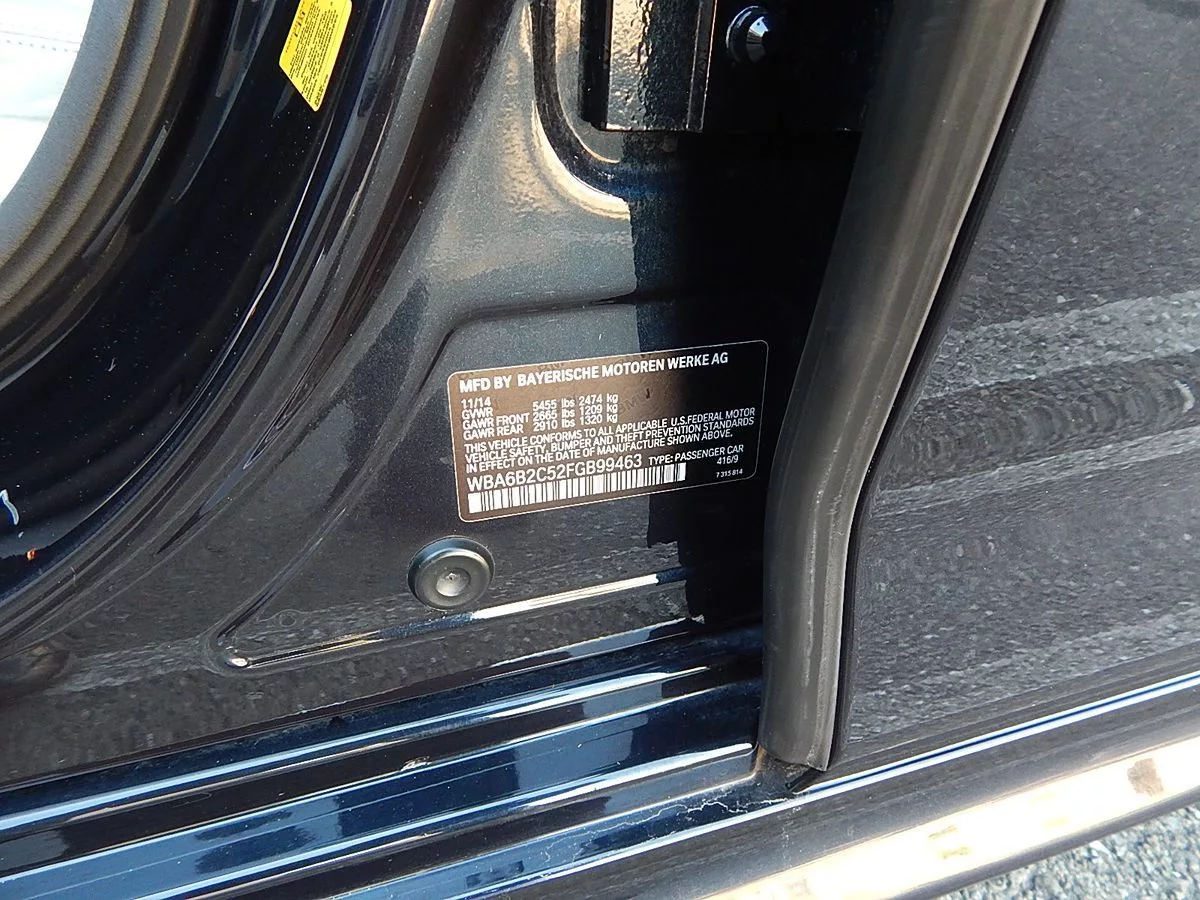 MFD BY BAYERISCHE MOTOREN WERKE AG
11/14
GVWR 5455 lbs 2474 kg
GAWR FRONT 2665 lbs 1209 kg
GAWR REAR 2910 lbs 1320 kg
THIS VEHICLE CONFORMS TO ALL APPLICABLE U.S.FEDERAL MOTOR
VEHICLE SAFETY, BUMPER AND THEFT PREVENTION STANDARDS
IN EFFECT ON THE DATE OF MANUFACTURE SHOWN ABOVE.
WBA6B2C52FGB99463 TYPE: PASSENGER CAR
416/9
7 315 814